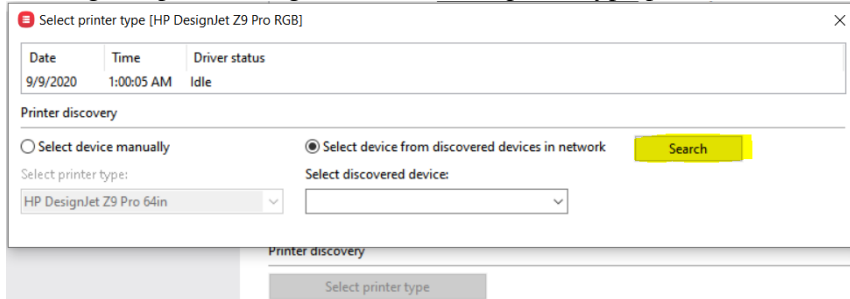 Select printer type [HP DesignJet Z9 Pro RGB]
Date Time Driver status
9/9/2020 1:00:05 AM Idle
Printer discovery
Select device manually Select device from discovered devices in network Search
Select printer type: Select discovered device:
HP DesignJet Z9 Pro 64in
Printer discovery
Select printer type